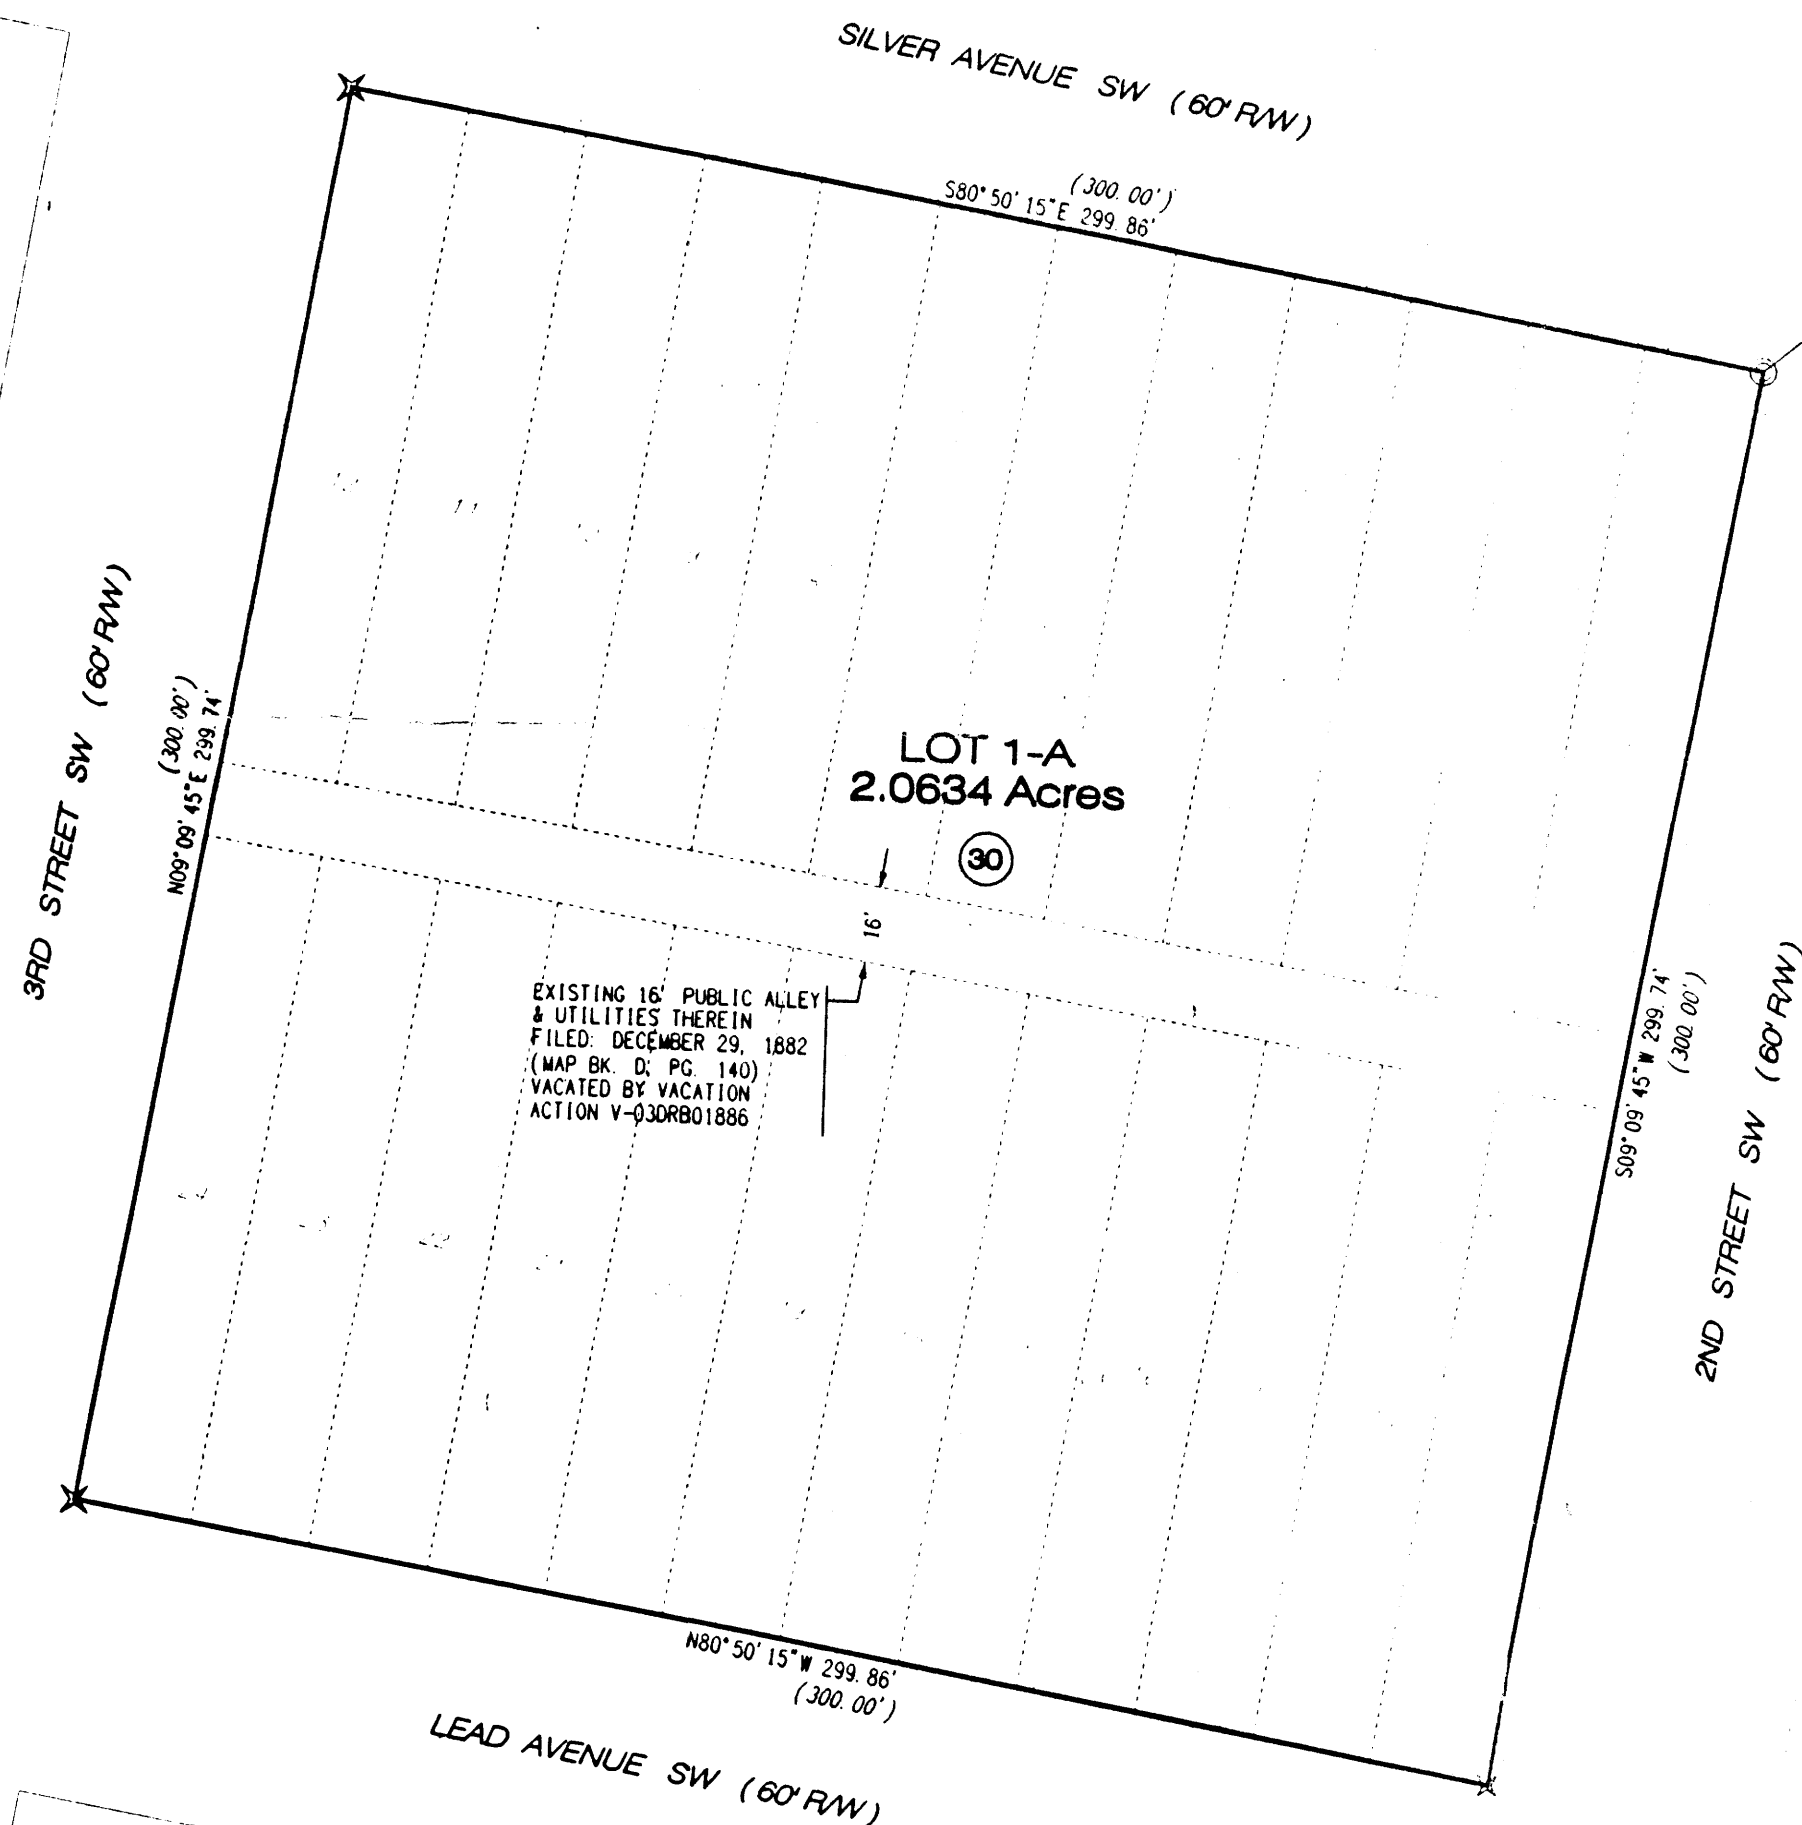 SILVER AVENUE SW (60' R/W)
(300.00')
S80°50'15"E 299.86'
3RD STREET SW (60' R/W)
(300.00')
N09°09'45"E 299.74'
11
LOT 1-A
2.0634 Acres
30
16'
EXISTING 16' PUBLIC ALLEY
& UTILITIES THEREIN
FILED: DECEMBER 29, 1882
(MAP BK. D, PG. 140)
VACATED BY VACATION
ACTION V-03DRB01886
S09°09'45"W 299.74'
(300.00')
2ND STREET SW (60' R/W)
22
N80°50'15"W 299.86'
(300.00')
LEAD AVENUE SW (60' R/W)